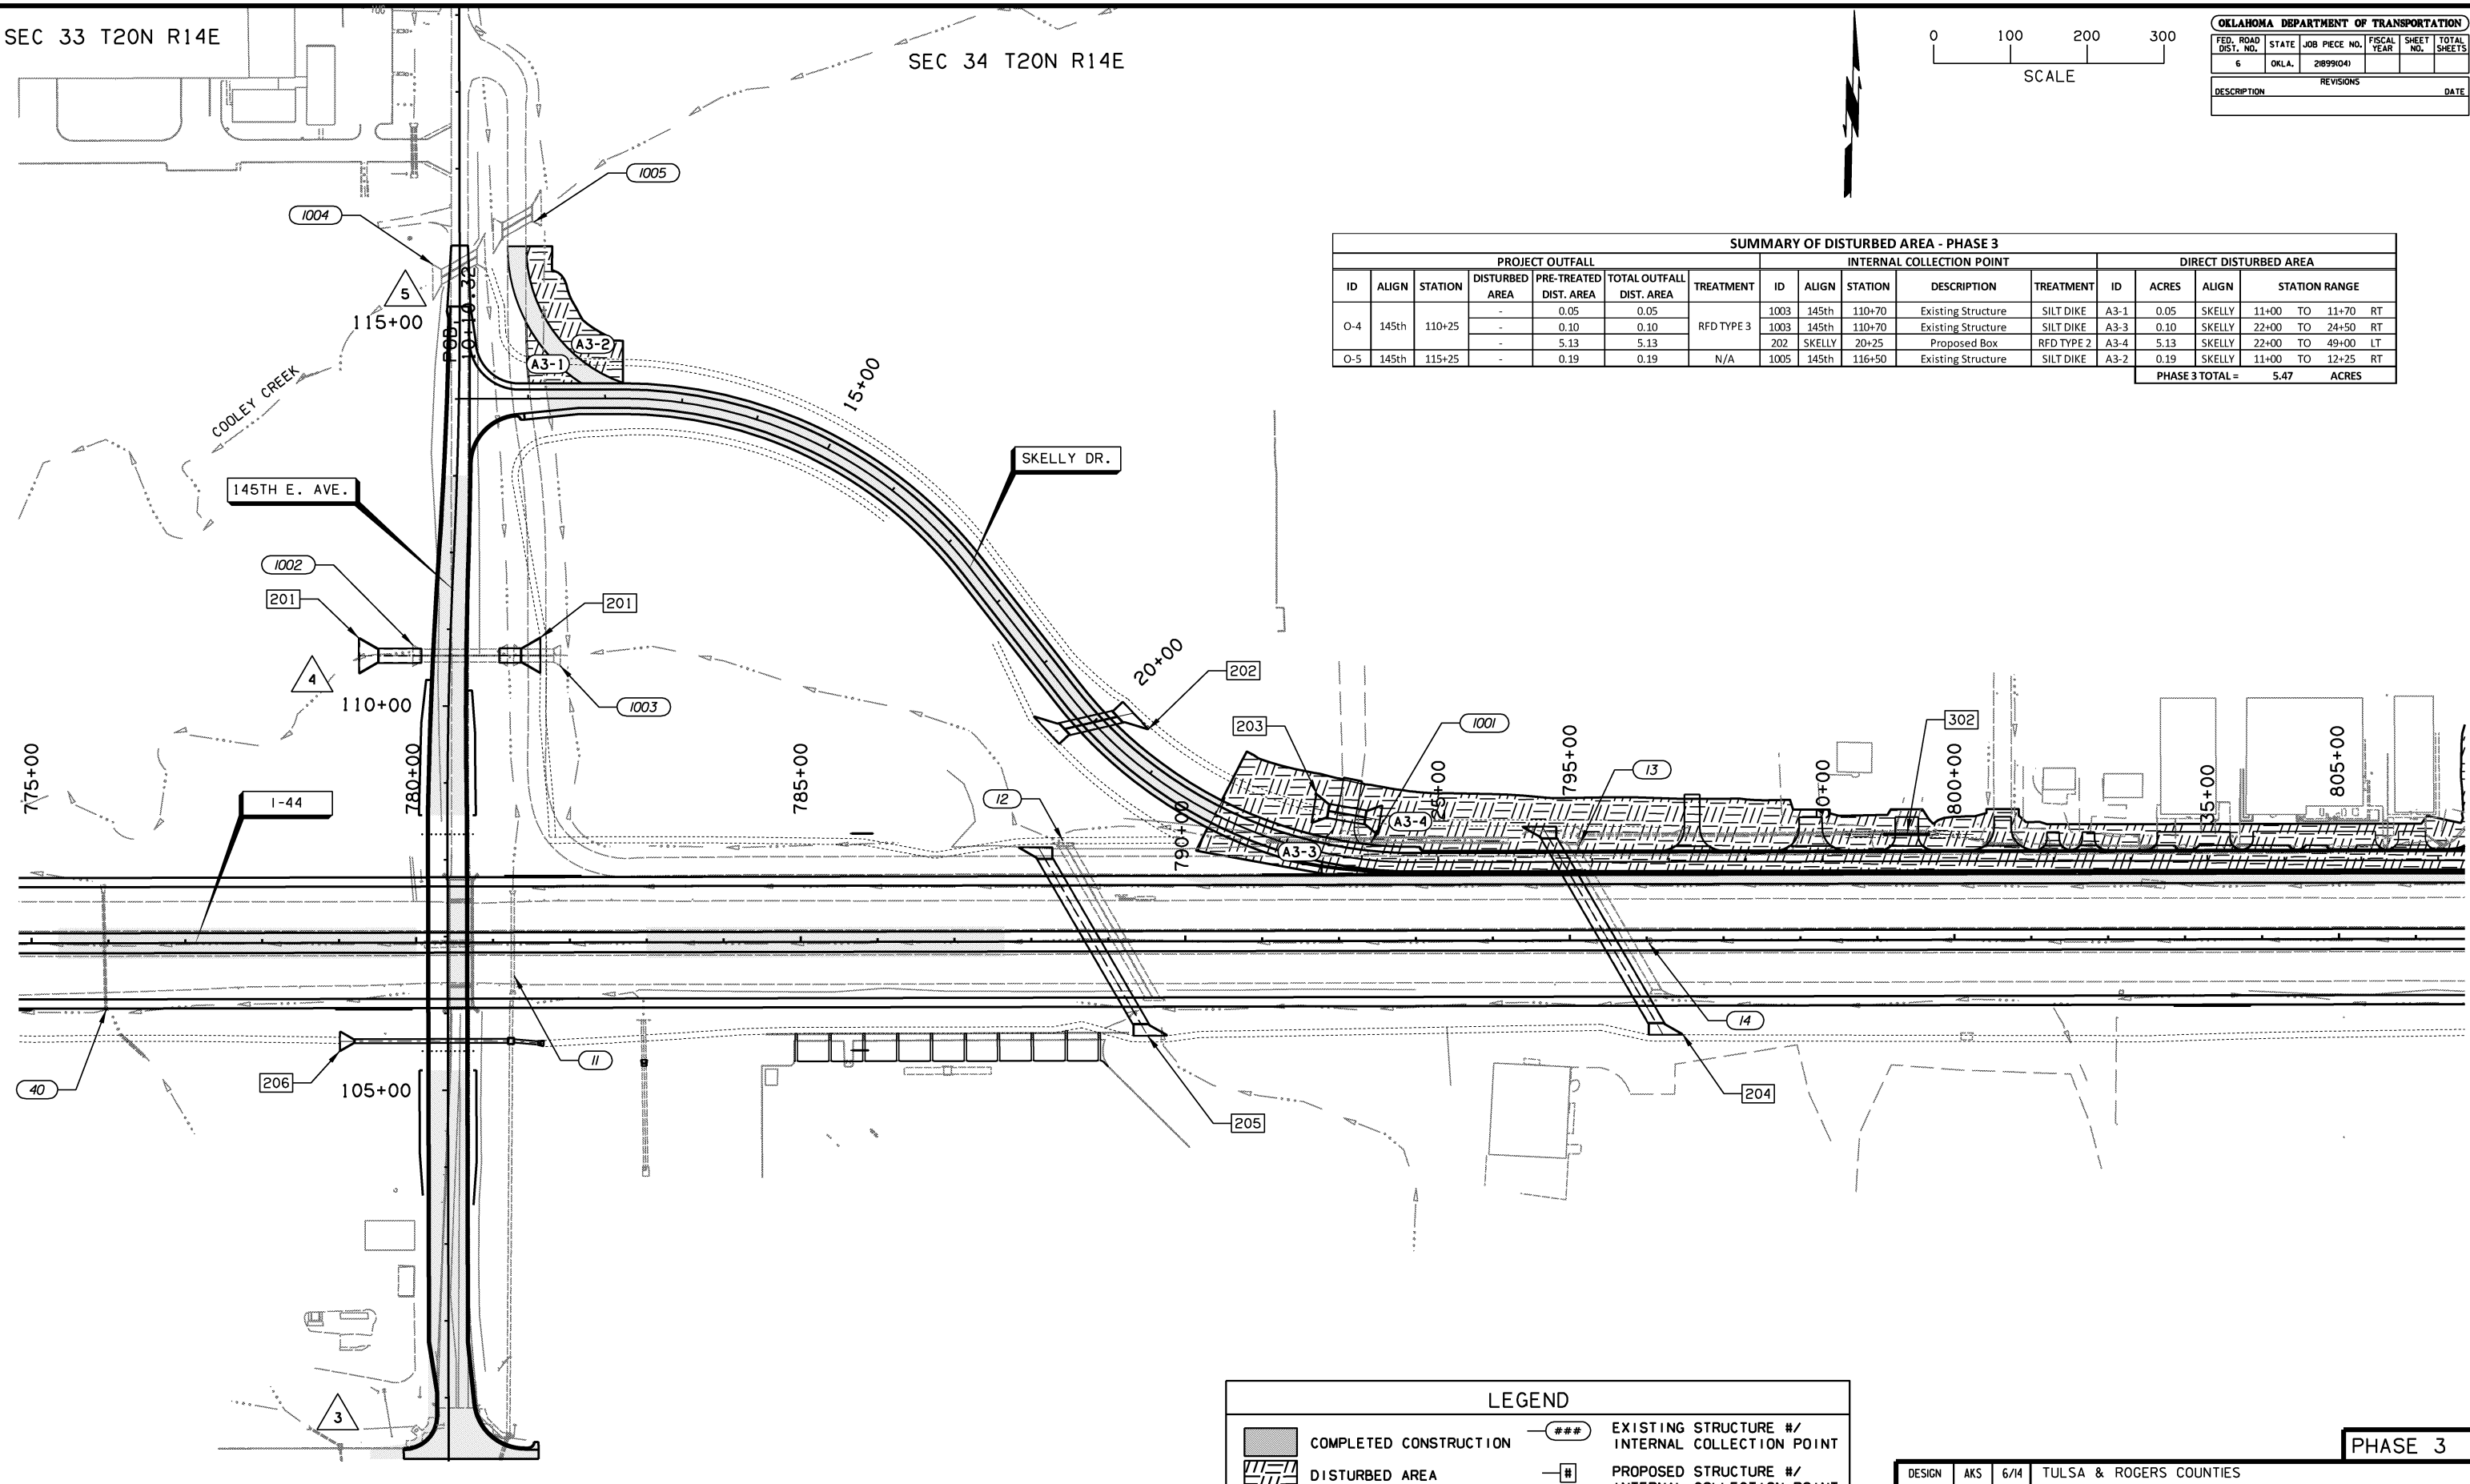 SEC 33 T20N R14E
SEC 34 T20N R14E
0 100 200 300
SCALE
OKLAHOMA DEPARTMENT OF TRANSPORTATION
FED. ROAD DIST. NO. STATE JOB PIECE NO. FISCAL YEAR SHEET NO. TOTAL SHEETS
6 OKLA. 21899(04)
REVISIONS
DESCRIPTION DATE
SUMMARY OF DISTURBED AREA - PHASE 3
PROJECT OUTFALL INTERNAL COLLECTION POINT DIRECT DISTURBED AREA
ID ALIGN STATION DISTURBED AREA PRE-TREATED DIST. AREA TOTAL OUTFALL DIST. AREA TREATMENT ID ALIGN STATION DESCRIPTION TREATMENT ID ACRES ALIGN STATION RANGE
O-4 145th 110+25 - 0.05 0.05 RFD TYPE 3 1003 145th 110+70 Existing Structure SILT DIKE A3-1 0.05 SKELLY 11+00 TO 11+70 RT
- 0.10 0.10 1003 145th 110+70 Existing Structure SILT DIKE A3-3 0.10 SKELLY 22+00 TO 24+50 RT
- 5.13 5.13 202 SKELLY 20+25 Proposed Box RFD TYPE 2 A3-4 5.13 SKELLY 22+00 TO 49+00 LT
O-5 145th 115+25 - 0.19 0.19 N/A 1005 145th 116+50 Existing Structure SILT DIKE A3-2 0.19 SKELLY 11+00 TO 12+25 RT
PHASE 3 TOTAL = 5.47 ACRES
1005
1004
5
115+00
POB
10+10.32
A3-2
A3-1
15+00
COOLEY CREEK
SKELLY DR.
145TH E. AVE.
1002
201
201
4
110+00
1003
20+00
202
203
1001
302
13
12
I-44
775+00
780+00
785+00
790+00
25+00
795+00
30+00
800+00
35+00
805+00
A3-4
A3-3
14
11
40
206
105+00
205
204
3
LEGEND
COMPLETED CONSTRUCTION
### EXISTING STRUCTURE #/
INTERNAL COLLECTION POINT
DISTURBED AREA
# PROPOSED STRUCTURE #/
INTERNAL COLLECTION POINT
PHASE 3
DESIGN AKS 6/14 TULSA & ROGERS COUNTIES